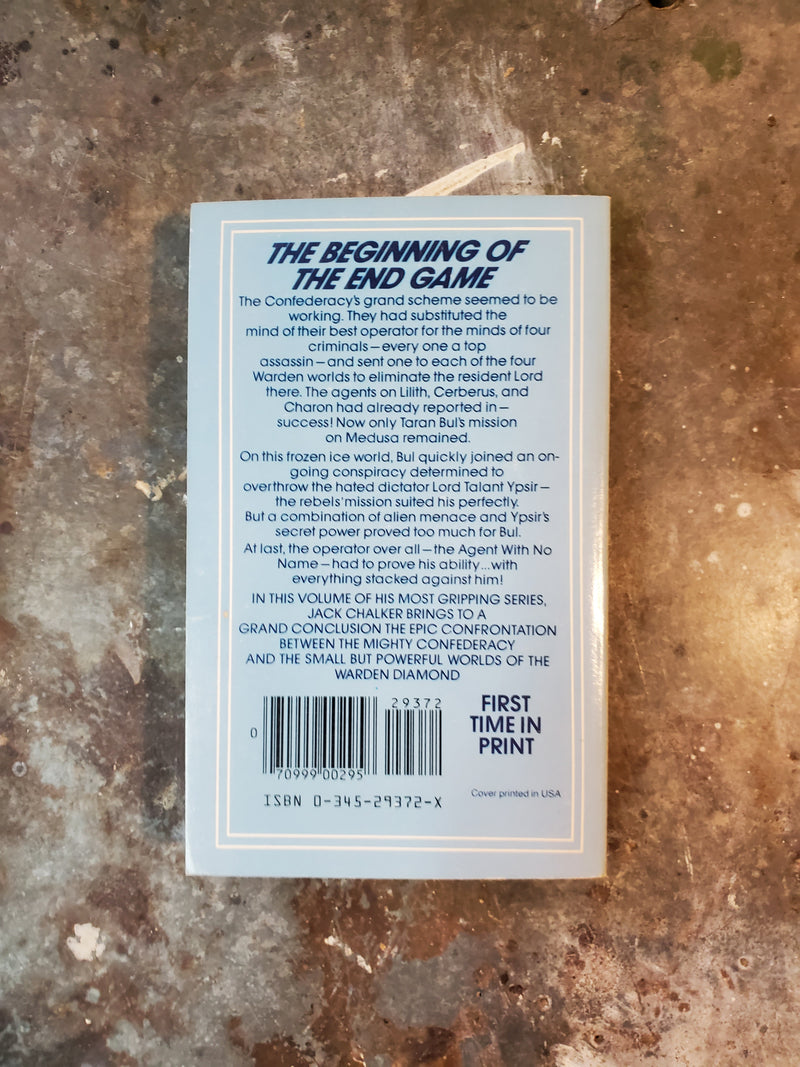 THE BEGINNING OF
THE END GAME
The Confederacy's grand scheme seemed to be
working. They had substituted the
mind of their best operator for the minds of four
criminals—every one a top
assassin—and sent one to each of the four
Warden worlds to eliminate the resident Lord
there. The agents on Lilith, Cerberus, and
Charon had already reported in—
success! Now only Taran Bul's mission
on Medusa remained.
On this frozen ice world, Bul quickly joined an on-
going conspiracy determined to
overthrow the hated dictator Lord Talant Ypsir—
the rebels' mission suited his perfectly.
But a combination of alien menace and Ypsir's
secret power proved too much for Bul.
At last, the operator over all—the Agent With No
Name—had to prove his ability...with
everything stacked against him!
IN THIS VOLUME OF HIS MOST GRIPPING SERIES,
JACK CHALKER BRINGS TO A
GRAND CONCLUSION THE EPIC CONFRONTATION
BETWEEN THE MIGHTY CONFEDERACY
AND THE SMALL BUT POWERFUL WORLDS OF THE
WARDEN DIAMOND
29372
0
70999 00295
ISBN 0-345-29372-X
FIRST
TIME IN
PRINT
Cover printed in USA